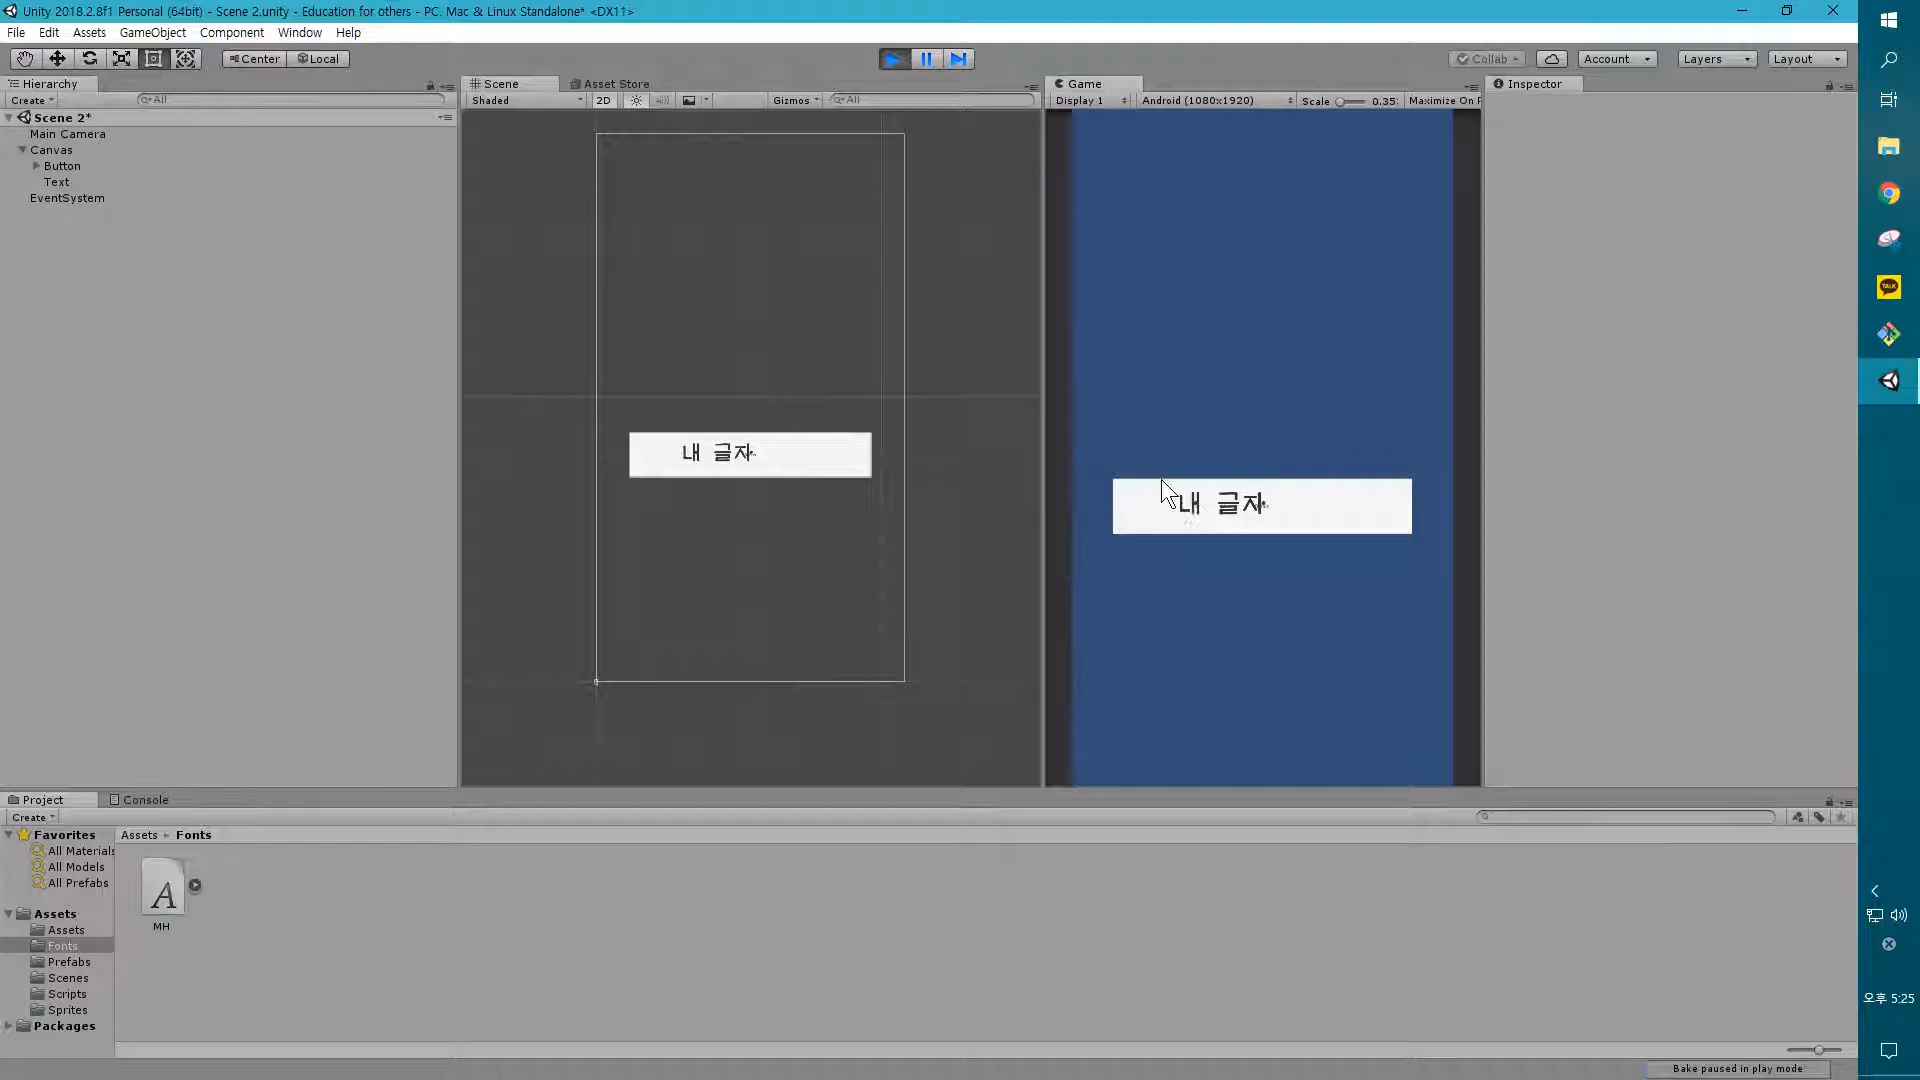 Unity 2018.2.8f1 Personal (64bit) - Scene 2.unity - Education for others - PC, Mac & Linux Standalone* <DX11>
File Edit Assets GameObject Component Window Help
Center Local
Collab Account Layers Layout
Hierarchy
Create All
Scene 2*
Main Camera
Canvas
Button
Text
EventSystem
Scene Asset Store
Shaded 2D Gizmos All
내 글자
Game
Display 1 Android (1080x1920) Scale 0.35 Maximize On P
내 글자
Inspector
Project Console
Create
Favorites
All Materials
All Models
All Prefabs
Assets
Assets
Fonts
Prefabs
Scenes
Scripts
Sprites
Packages
Assets Fonts
A
MH
Bake paused in play mode
TALK
오후 5:25